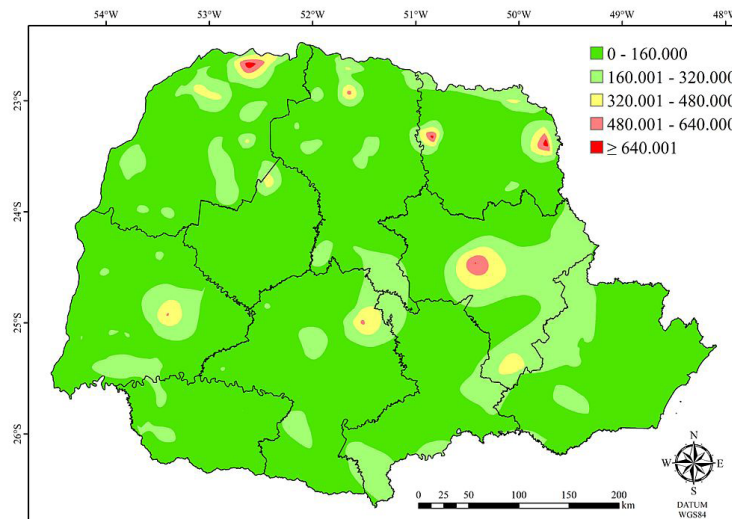 54°W 53°W 52°W 51°W 50°W 49°W 48°W
0 - 160.000
160.001 - 320.000
320.001 - 480.000
480.001 - 640.000
≥ 640.001
23°S
24°S
25°S
26°S
N
W E
S
DATUM
WGS84
0 25 50 100 150 200
km